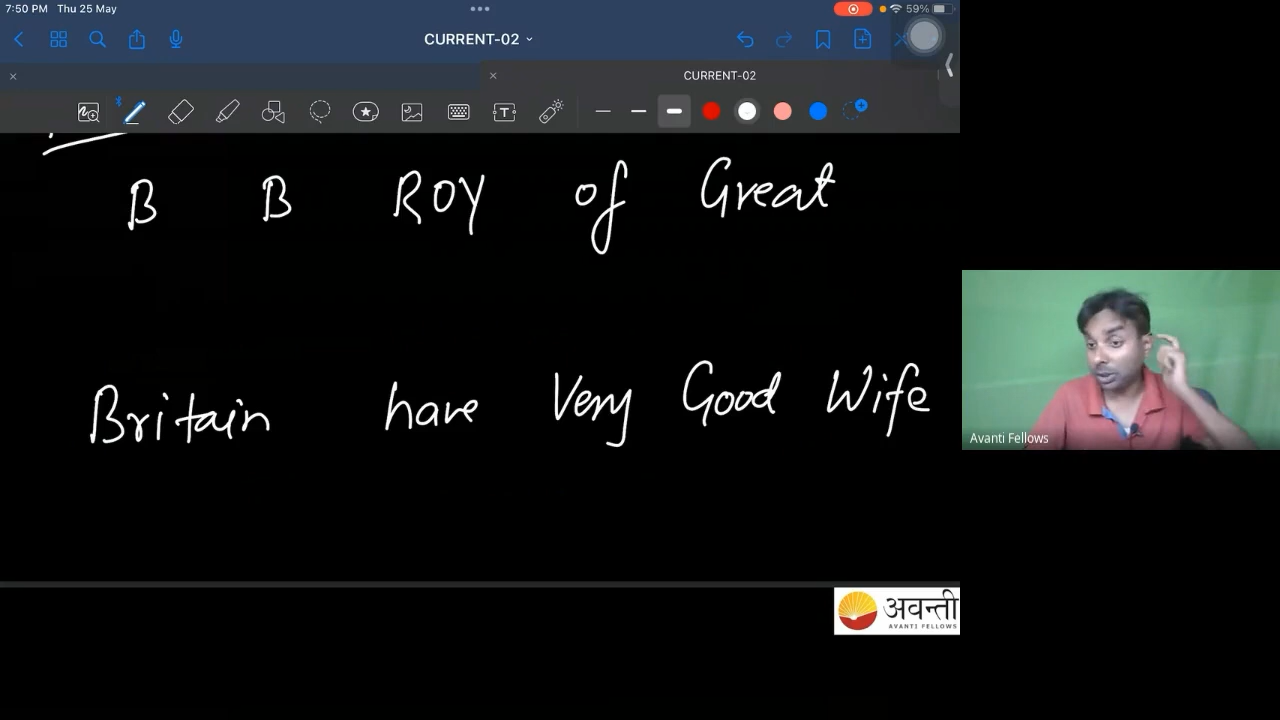 7:50 PM Thu 25 May
59%
CURRENT-02
CURRENT-02
B B ROY of Great
Britain have Very Good Wife
Avanti Fellows
अवन्ती
AVANTI FELLOWS